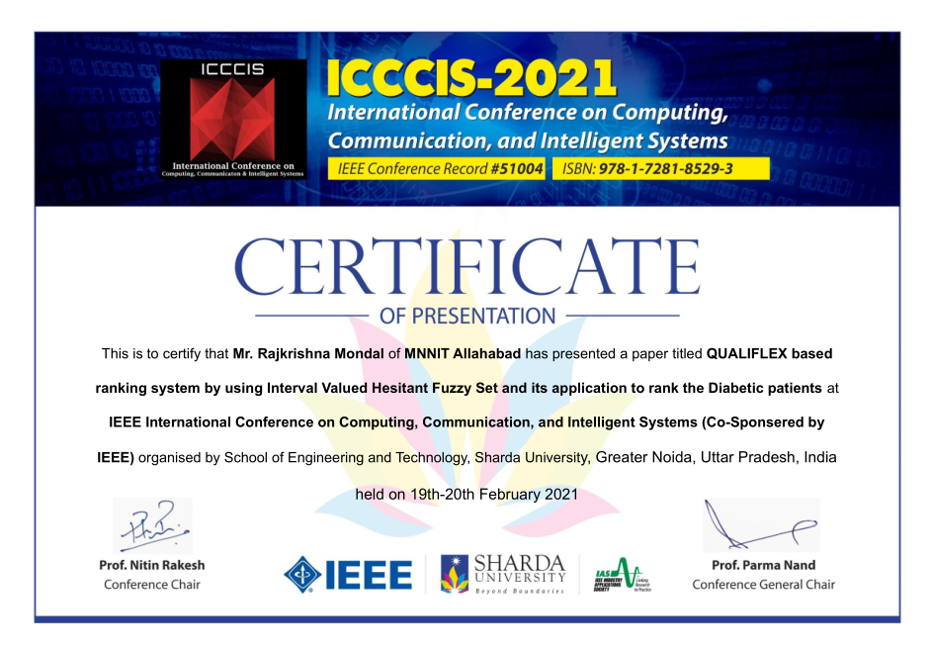 ICCCIS
International Conference on
Computing, Communicaton & Intelligent Systems
ICCCIS-2021
International Conference on Computing,
Communication, and Intelligent Systems
IEEE Conference Record #51004 ISBN: 978-1-7281-8529-3
CERTIFICATE
OF PRESENTATION
This is to certify that Mr. Rajkrishna Mondal of MNNIT Allahabad has presented a paper titled QUALIFLEX based
ranking system by using Interval Valued Hesitant Fuzzy Set and its application to rank the Diabetic patients at
IEEE International Conference on Computing, Communication, and Intelligent Systems (Co-Sponsered by
IEEE) organised by School of Engineering and Technology, Sharda University, Greater Noida, Uttar Pradesh, India
held on 19th-20th February 2021
Prof. Nitin Rakesh
Conference Chair
IEEE
SHARDA
UNIVERSITY
Beyond Boundaries
IAS
IEEE INDUSTRY
APPLICATIONS
SOCIETY
Linking
Research
to Practice
Prof. Parma Nand
Conference General Chair